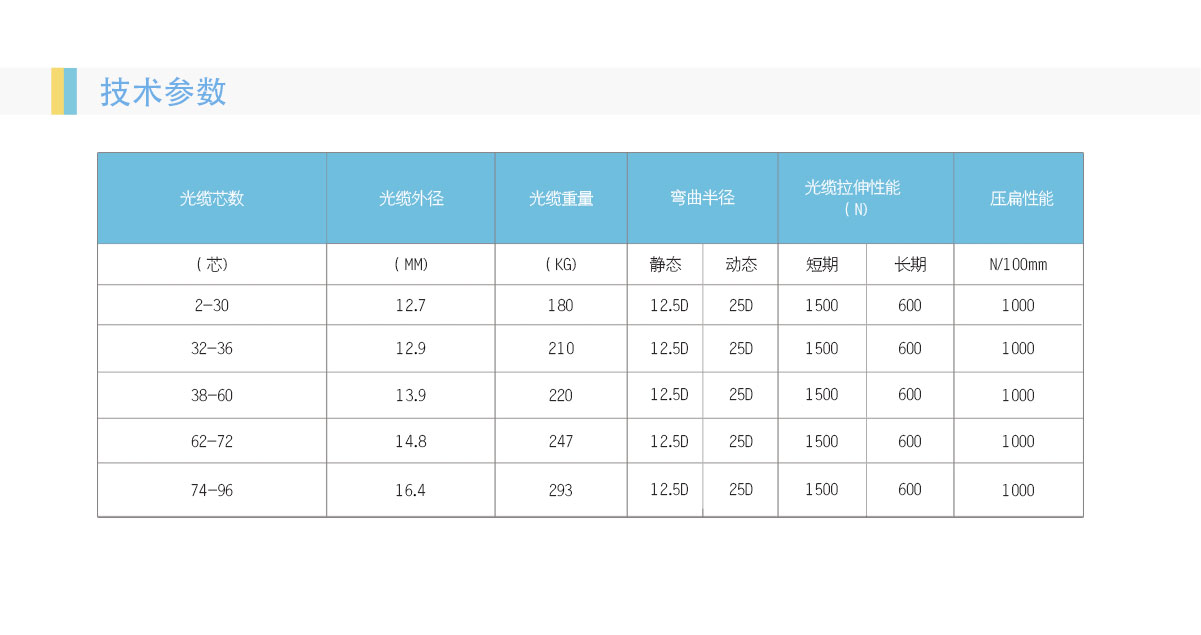 技术参数
光缆芯数 光缆外径 光缆重量 弯曲半径 光缆拉伸性能 (N) 压扁性能
(芯) (MM) (KG) 静态 动态 短期 长期 N/100mm
2-30 12.7 180 12.5D 25D 1500 600 1000
32-36 12.9 210 12.5D 25D 1500 600 1000
38-60 13.9 220 12.5D 25D 1500 600 1000
62-72 14.8 247 12.5D 25D 1500 600 1000
74-96 16.4 293 12.5D 25D 1500 600 1000